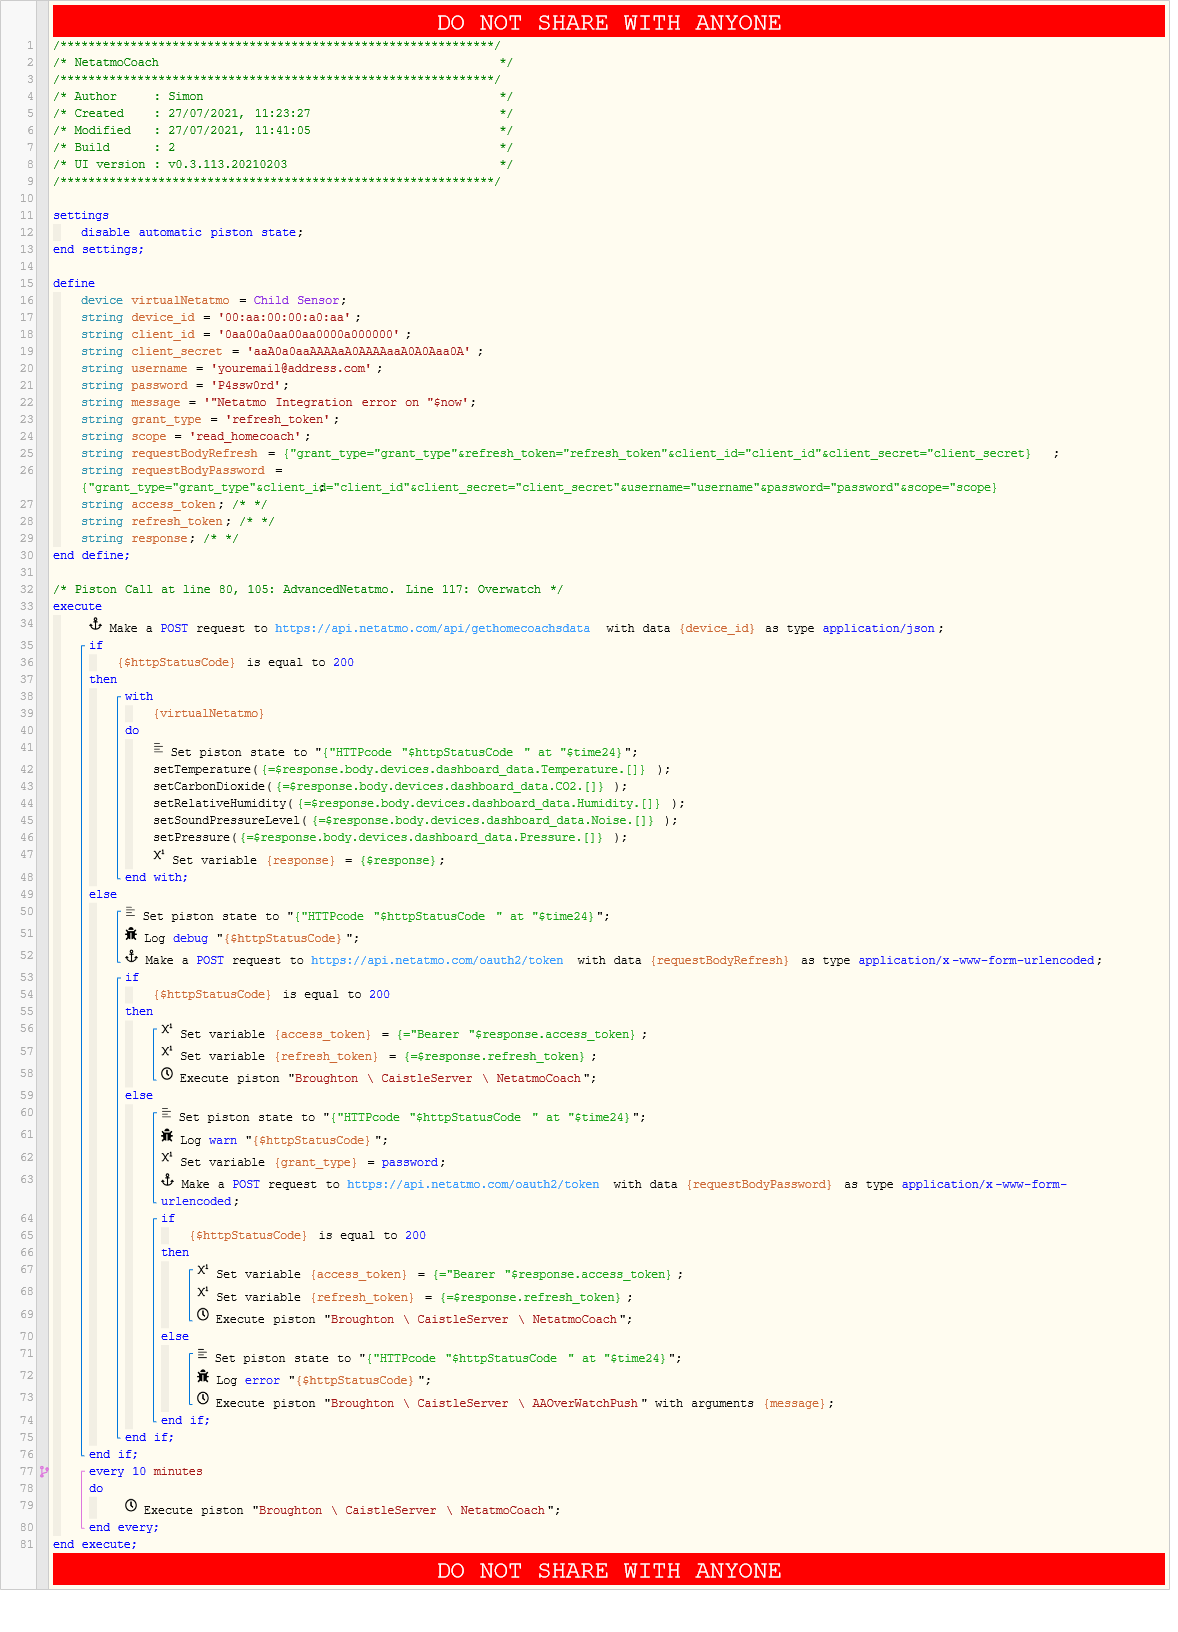 DO NOT SHARE WITH ANYONE
1 /*************************************************************/
2 /* NetatmoCoach */
3 /*************************************************************/
4 /* Author : Simon */
5 /* Created : 27/07/2021, 11:23:27 */
6 /* Modified : 27/07/2021, 11:41:05 */
7 /* Build : 2 */
8 /* UI version : v0.3.113.20210203 */
9 /*************************************************************/
10
11 settings
12 disable automatic piston state;
13 end settings;
14
15 define
16 device virtualNetatmo = Child Sensor;
17 string device_id = '00:aa:00:00:a0:aa';
18 string client_id = '0aa00a0aa00aa0000a000000';
19 string client_secret = 'aaA0a0aaAAAAaA0AAAAaaA0A0Aaa0A';
20 string username = 'youremail@address.com';
21 string password = 'P4ssw0rd';
22 string message = '"Netatmo Integration error on "$now';
23 string grant_type = 'refresh_token';
24 string scope = 'read_homecoach';
25 string requestBodyRefresh = {"grant_type="grant_type"&refresh_token="refresh_token"&client_id="client_id"&client_secret="client_secret} ;
26 string requestBodyPassword =
{"grant_type="grant_type"&client_id="client_id"&client_secret="client_secret"&username="username"&password="password"&scope="scope} ;
27 string access_token; /* */
28 string refresh_token; /* */
29 string response; /* */
30 end define;
31
32 /* Piston Call at line 80, 105: AdvancedNetatmo. Line 117: Overwatch */
33 execute
34 Make a POST request to https://api.netatmo.com/api/gethomecoachsdata with data {device_id} as type application/json;
35 if
36 {$httpStatusCode} is equal to 200
37 then
38 with
39 {virtualNetatmo}
40 do
41 Set piston state to "{"HTTPcode "$httpStatusCode " at "$time24}";
42 setTemperature({=$response.body.devices.dashboard_data.Temperature.[]} );
43 setCarbonDioxide({=$response.body.devices.dashboard_data.CO2.[]} );
44 setRelativeHumidity({=$response.body.devices.dashboard_data.Humidity.[]} );
45 setSoundPressureLevel({=$response.body.devices.dashboard_data.Noise.[]} );
46 setPressure({=$response.body.devices.dashboard_data.Pressure.[]} );
47 X¹ Set variable {response} = {$response};
48 end with;
49 else
50 Set piston state to "{"HTTPcode "$httpStatusCode " at "$time24}";
51 Log debug "{$httpStatusCode}";
52 Make a POST request to https://api.netatmo.com/oauth2/token with data {requestBodyRefresh} as type application/x-www-form-urlencoded;
53 if
54 {$httpStatusCode} is equal to 200
55 then
56 X¹ Set variable {access_token} = {="Bearer "$response.access_token};
57 X¹ Set variable {refresh_token} = {=$response.refresh_token};
58 Execute piston "Broughton \ CaistleServer \ NetatmoCoach";
59 else
60 Set piston state to "{"HTTPcode "$httpStatusCode " at "$time24}";
61 Log warn "{$httpStatusCode}";
62 X¹ Set variable {grant_type} = password;
63 Make a POST request to https://api.netatmo.com/oauth2/token with data {requestBodyPassword} as type application/x-www-form-
urlencoded;
64 if
65 {$httpStatusCode} is equal to 200
66 then
67 X¹ Set variable {access_token} = {="Bearer "$response.access_token};
68 X¹ Set variable {refresh_token} = {=$response.refresh_token};
69 Execute piston "Broughton \ CaistleServer \ NetatmoCoach";
70 else
71 Set piston state to "{"HTTPcode "$httpStatusCode " at "$time24}";
72 Log error "{$httpStatusCode}";
73 Execute piston "Broughton \ CaistleServer \ AAOverWatchPush" with arguments {message};
74 end if;
75 end if;
76 end if;
77 every 10 minutes
78 do
79 Execute piston "Broughton \ CaistleServer \ NetatmoCoach";
80 end every;
81 end execute;
DO NOT SHARE WITH ANYONE